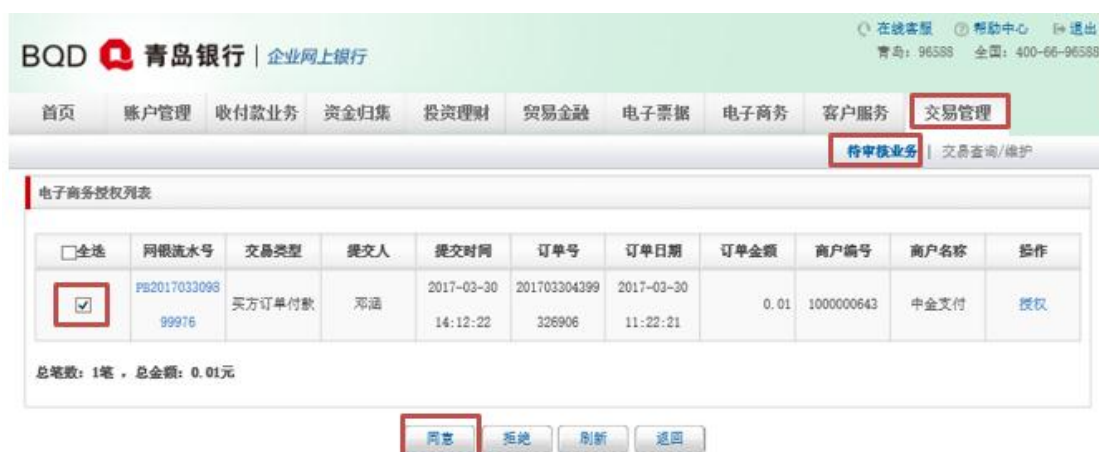 在线客服 帮助中心 退出
BQD 青岛银行 | 企业网上银行
青岛: 96588 全国: 400-66-96588
首页 账户管理 收付款业务 资金归集 投资理财 贸易金融 电子票据 电子商务 客户服务 交易管理
待审核业务 | 交易查询/维护
电子商务授权列表
全选 网银流水号 交易类型 提交人 提交时间 订单号 订单日期 订单金额 商户编号 商户名称 操作
PB2017033098 2017-03-30 201703304399 2017-03-30
买方订单付款 邓涵 0.01 1000000643 中金支付 授权
99976 14:12:22 326906 11:22:21
总笔数: 1笔 , 总金额: 0.01元
同意 拒绝 刷新 返回